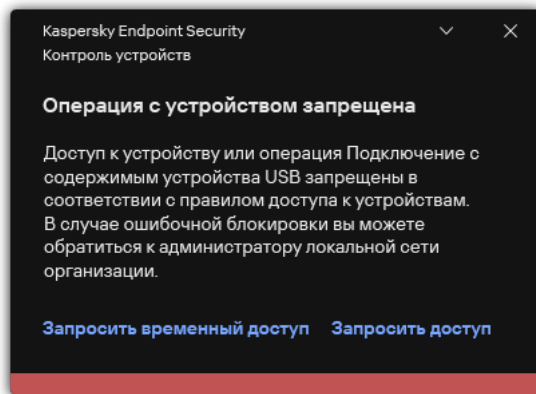 Kaspersky Endpoint Security
Контроль устройств
Операция с устройством запрещена
Доступ к устройству или операция Подключение с
содержимым устройства USB запрещены в
соответствии с правилом доступа к устройствам.
В случае ошибочной блокировки вы можете
обратиться к администратору локальной сети
организации.
Запросить временный доступ Запросить доступ